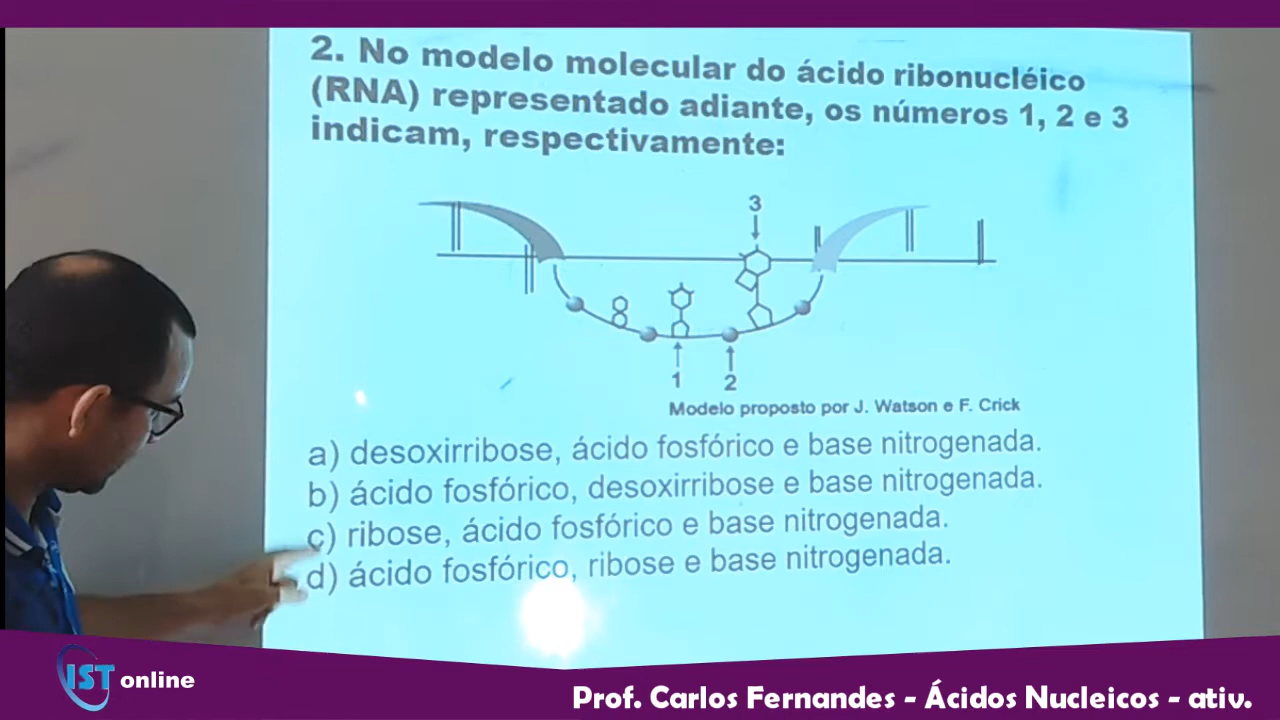 2. No modelo molecular do ácido ribonucléico
(RNA) representado adiante, os números 1, 2 e 3
indicam, respectivamente:
3
1 2
Modelo proposto por J. Watson e F. Crick
a) desoxirribose, ácido fosfórico e base nitrogenada.
b) ácido fosfórico, desoxirribose e base nitrogenada.
c) ribose, ácido fosfórico e base nitrogenada.
d) ácido fosfórico, ribose e base nitrogenada.
IST online
Prof. Carlos Fernandes - Ácidos Nucleicos - ativ.